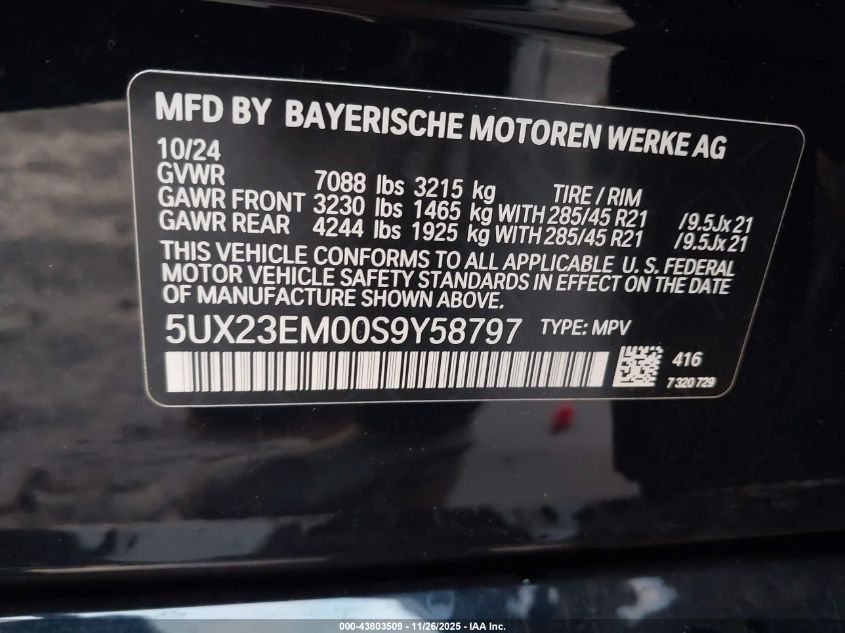 MFD BY BAYERISCHE MOTOREN WERKE AG
10/24
GVWR 7088 lbs 3215 kg TIRE / RIM
GAWR FRONT 3230 lbs 1465 kg WITH 285/45 R21 /9.5Jx21
GAWR REAR 4244 lbs 1925 kg WITH 285/45 R21 /9.5Jx21
THIS VEHICLE CONFORMS TO ALL APPLICABLE U. S. FEDERAL
MOTOR VEHICLE SAFETY STANDARDS IN EFFECT ON THE DATE
OF MANUFACTURE SHOWN ABOVE.
5UX23EM00S9Y58797 TYPE: MPV
416
7 320 729
000-43803509 - 11/26/2025 - IAA Inc.